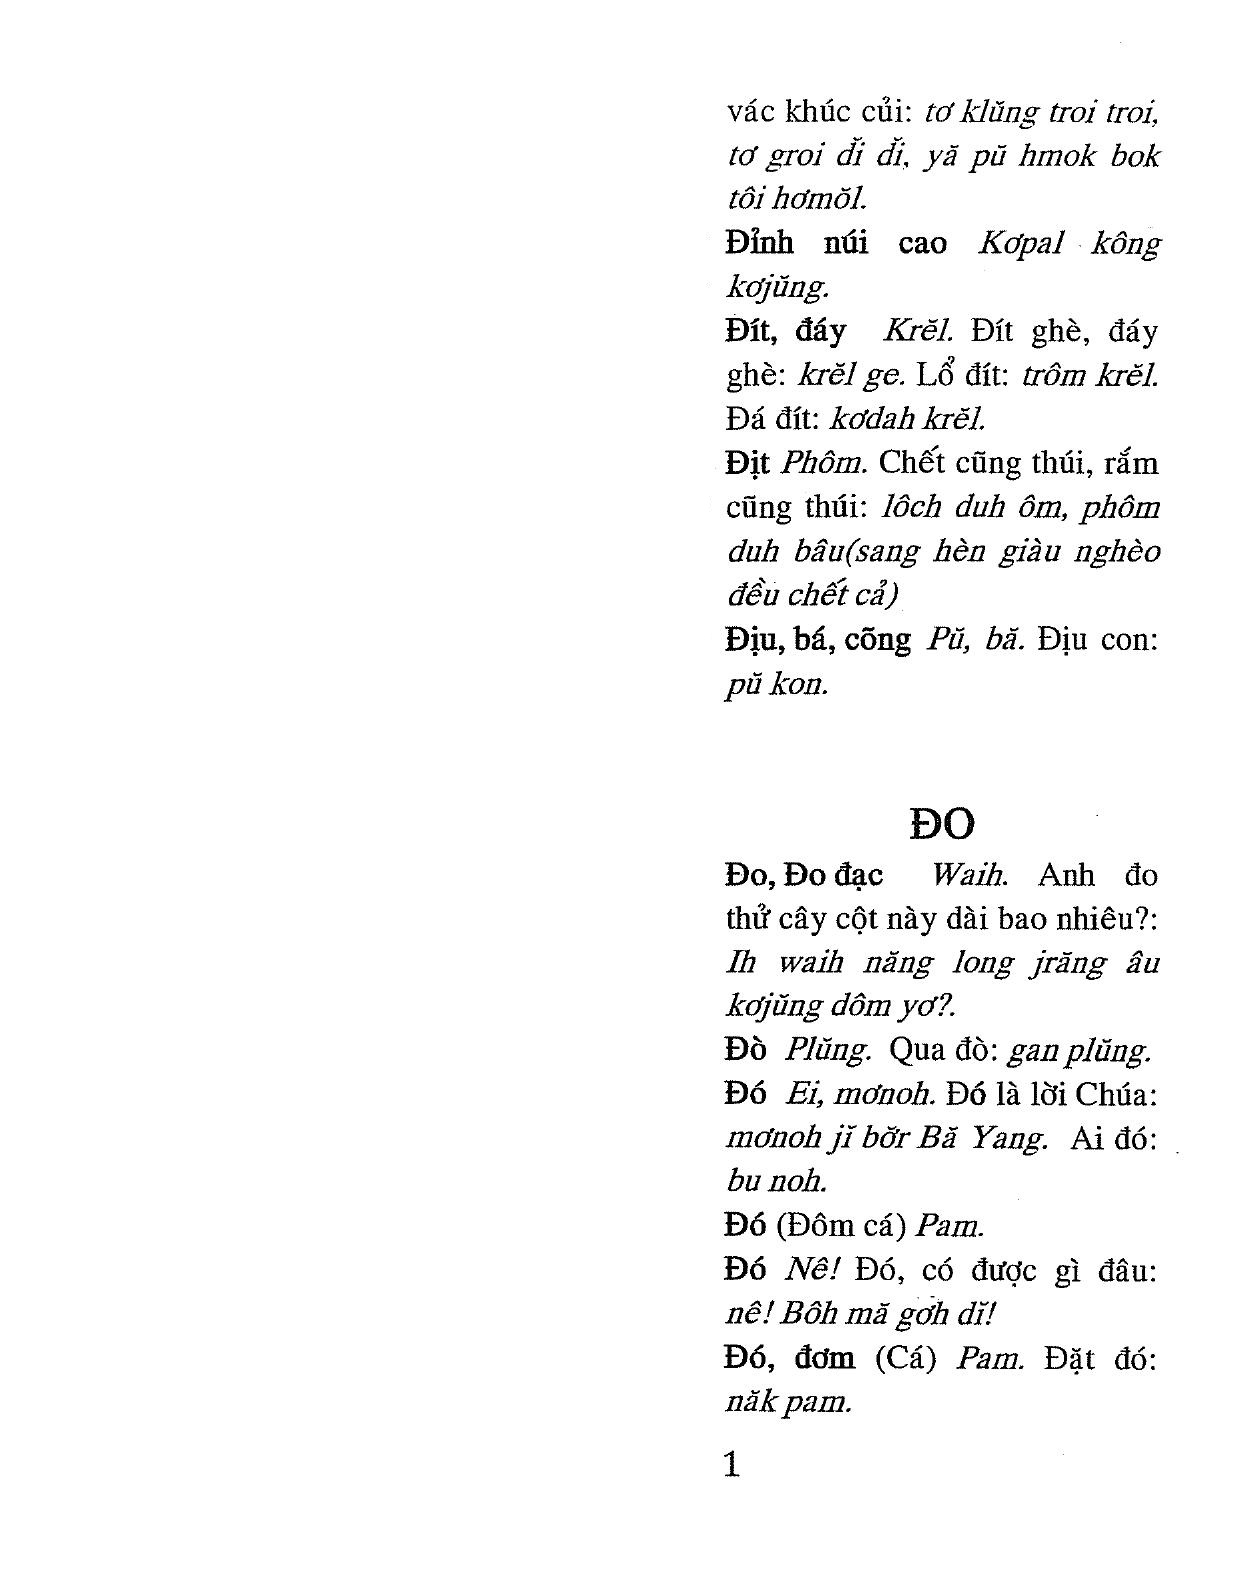 vác khúc củi: tơ klŭng troi troi,
tơ groi dĭ dĭ, yă pŭ hmok bok
tôi hơmŏl.
Đỉnh núi cao Kơpal kông
kơjŭng.
Đít, đáy Krĕl. Đít ghè, đáy
ghè: krĕl ge. Lổ đít: trôm krĕl.
Đá đít: kơdah krĕl.
Địt Phôm. Chết cũng thúi, rắm
cũng thúi: lôch duh ôm, phôm
duh bâu(sang hèn giàu nghèo
đều chết cả)
Địu, bá, cõng Pŭ, bă. Địu con:
pŭ kon.
ĐO
Đo, Đo đạc Waih. Anh đo
thử cây cột này dài bao nhiêu?:
Ih waih năng long jrăng âu
kơjŭng dôm yơ?.
Đò Plŭng. Qua đò: gan plŭng.
Đó Ei, mơnoh. Đó là lời Chúa:
mơnoh jĭ bơ̆r Bă Yang. Ai đó:
bu noh.
Đó (Đôm cá) Pam.
Đó Nê! Đó, có được gì đâu:
nê! Bôh mă gơh dĭ!
Đó, đơm (Cá) Pam. Đặt đó:
năk pam.
1